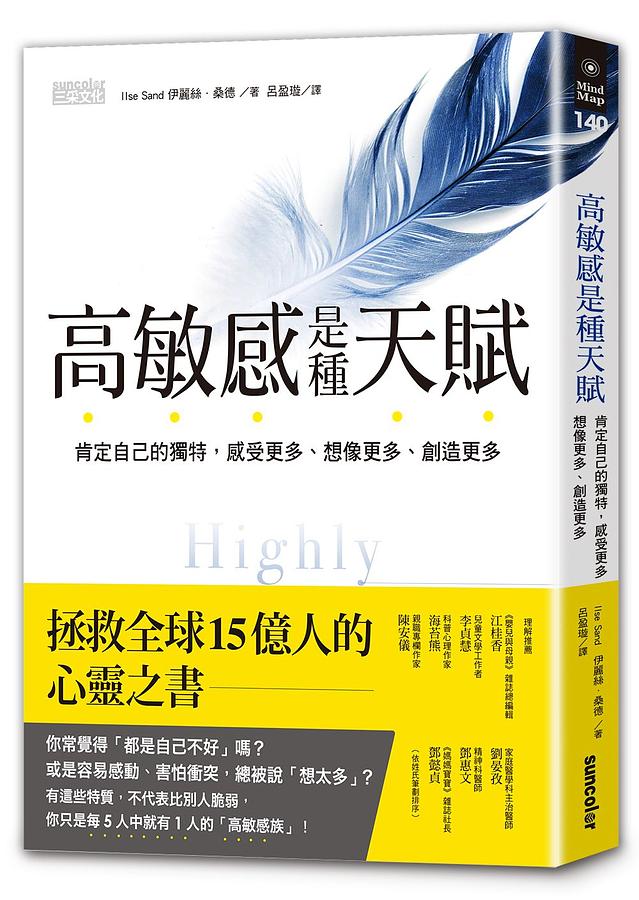 suncolor
三采文化
Ilse Sand 伊麗絲‧桑德／著 呂盈璇／譯
高敏感是種天賦
肯定自己的獨特，感受更多、想像更多、創造更多
Highly
拯救全球15億人的
心靈之書
你常覺得「都是自己不好」嗎？
或是容易感動、害怕衝突，總被說「想太多」？
有這些特質，不代表比別人脆弱，
你只是每5人中就有1人的「高敏感族」！
理解推薦
《嬰兒與母親》雜誌總編輯
江桂香
兒童文學工作者
李貞慧
科普心理作家
海苔熊
親職專欄作家
陳安儀
家庭醫學科主治醫師
劉晏孜
精神科醫師
鄧惠文
《媽媽寶寶》雜誌社長
鄧懿貞
（依姓氏筆劃排序）
Mind
Map
140
高敏感是種天賦
肯定自己的獨特，感受更多
想像更多、創造更多
Ilse Sand 伊麗絲‧桑德／著
呂盈璇／譯
suncolor